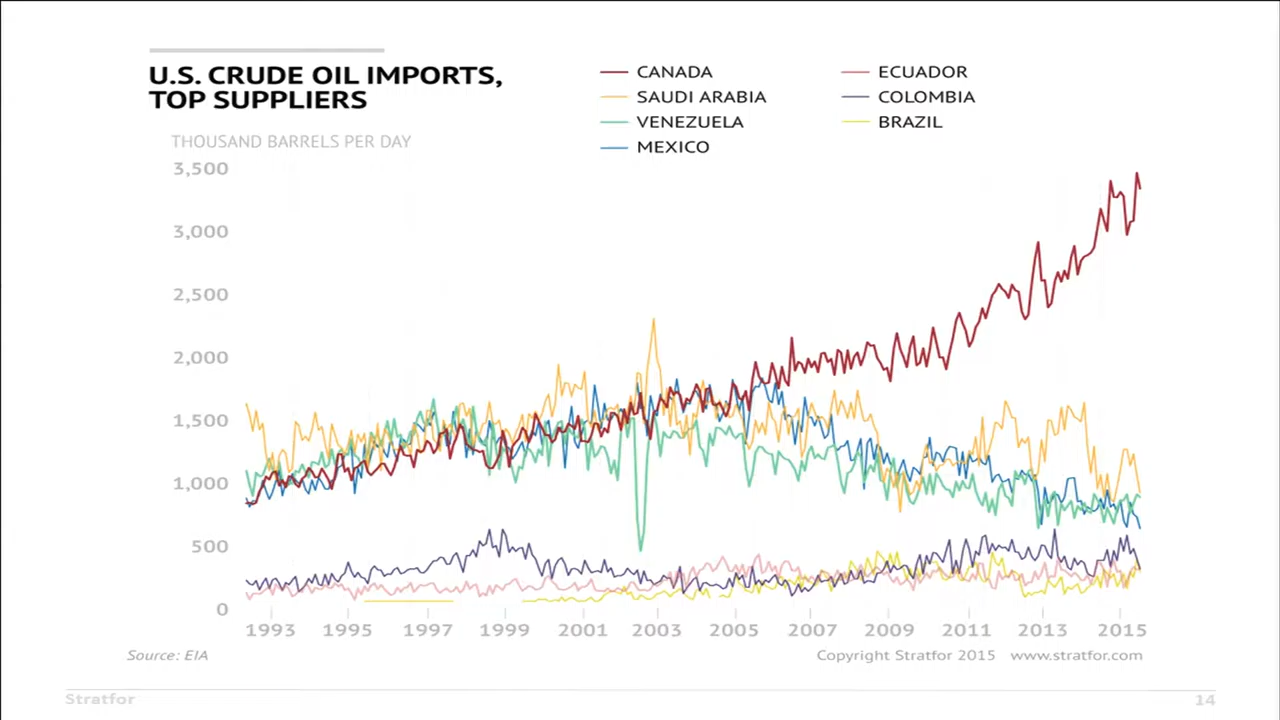 U.S. CRUDE OIL IMPORTS,
TOP SUPPLIERS
CANADA
SAUDI ARABIA
VENEZUELA
MEXICO
ECUADOR
COLOMBIA
BRAZIL
THOUSAND BARRELS PER DAY
3,500
3,000
2,500
2,000
1,500
1,000
500
0
1993 1995 1997 1999 2001 2003 2005 2007 2009 2011 2013 2015
Source: EIA
Copyright Stratfor 2015 www.stratfor.com
Stratfor
14